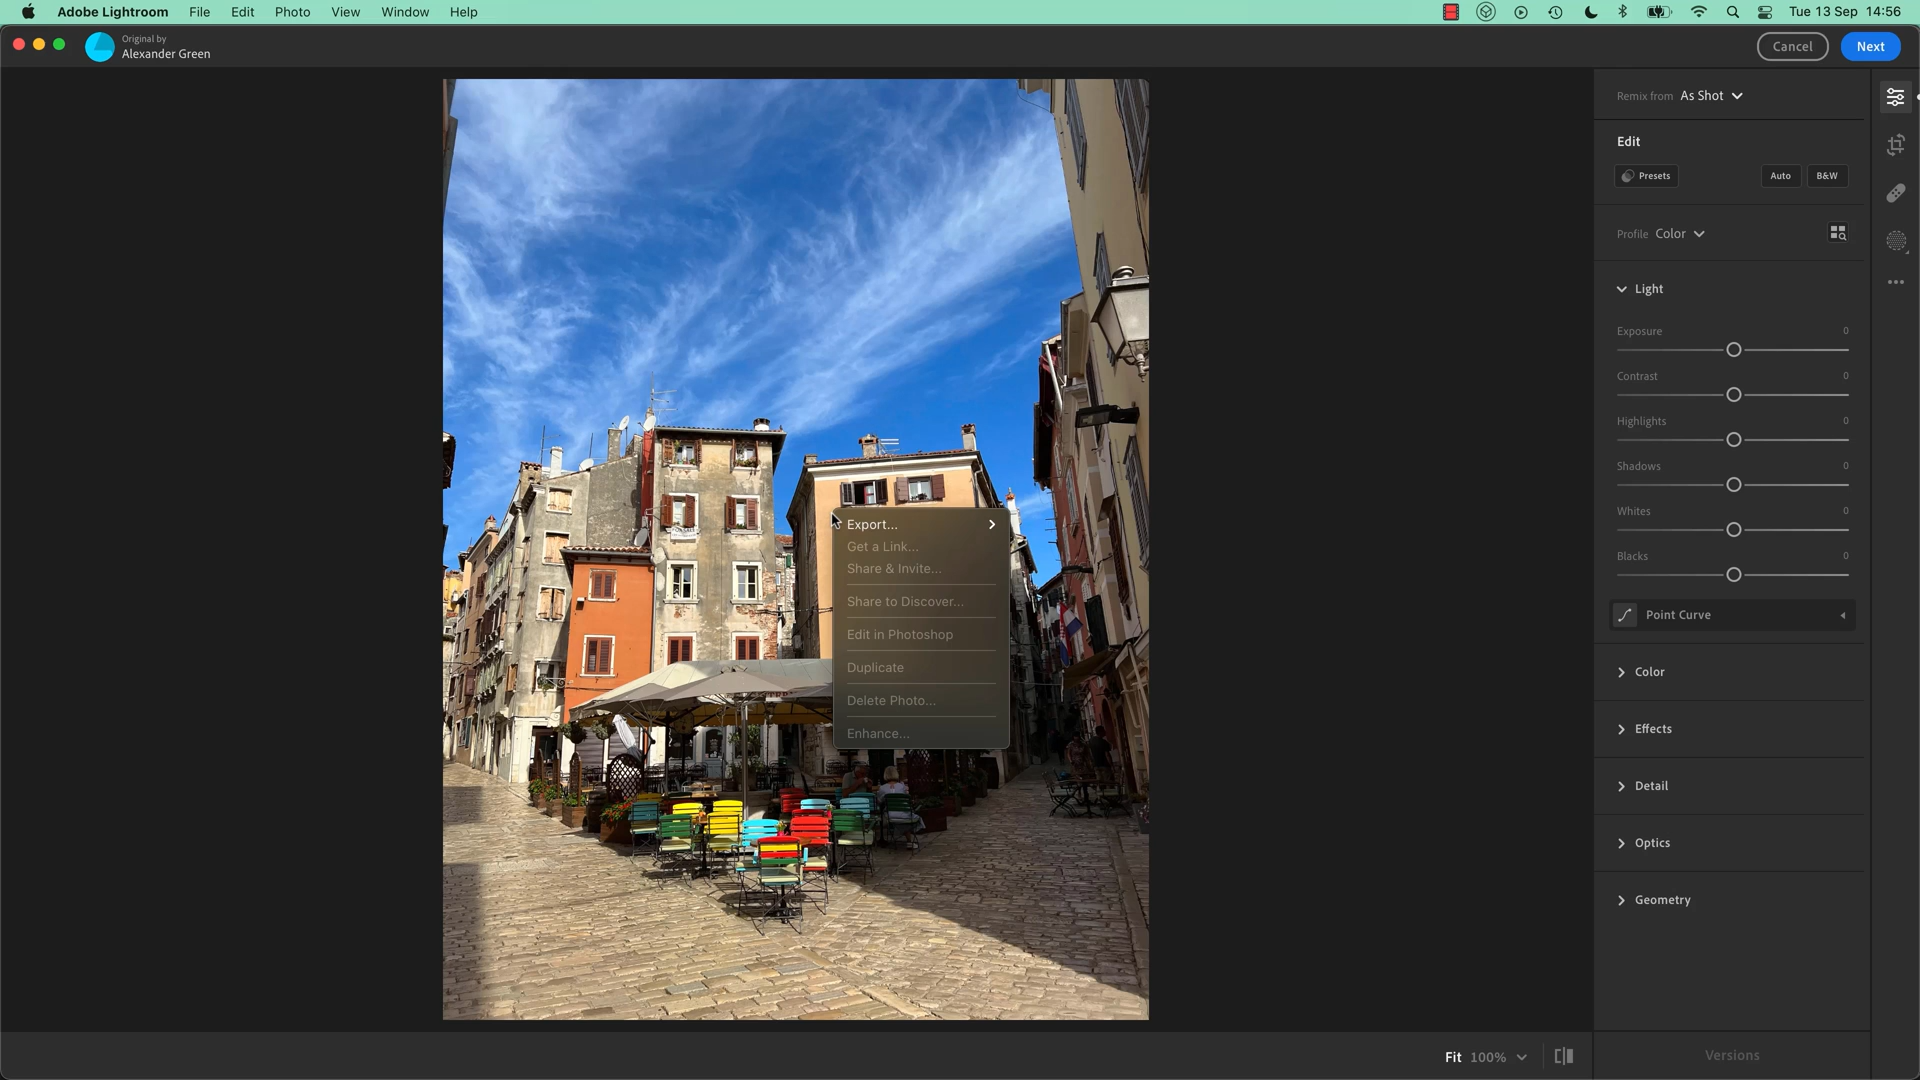 Adobe Lightroom File Edit Photo View Window Help
Tue 13 Sep 14:56
Original by
Alexander Green
Cancel
Next
Remix from As Shot
Edit
Presets
Auto
B&W
Profile Color
Light
Exposure 0
Contrast 0
Highlights 0
Shadows 0
Whites 0
Blacks 0
Point Curve
Color
Effects
Detail
Optics
Geometry
Versions
Export...
Get a Link...
Share & Invite...
Share to Discover...
Edit in Photoshop
Duplicate
Delete Photo...
Enhance...
Fit 100%